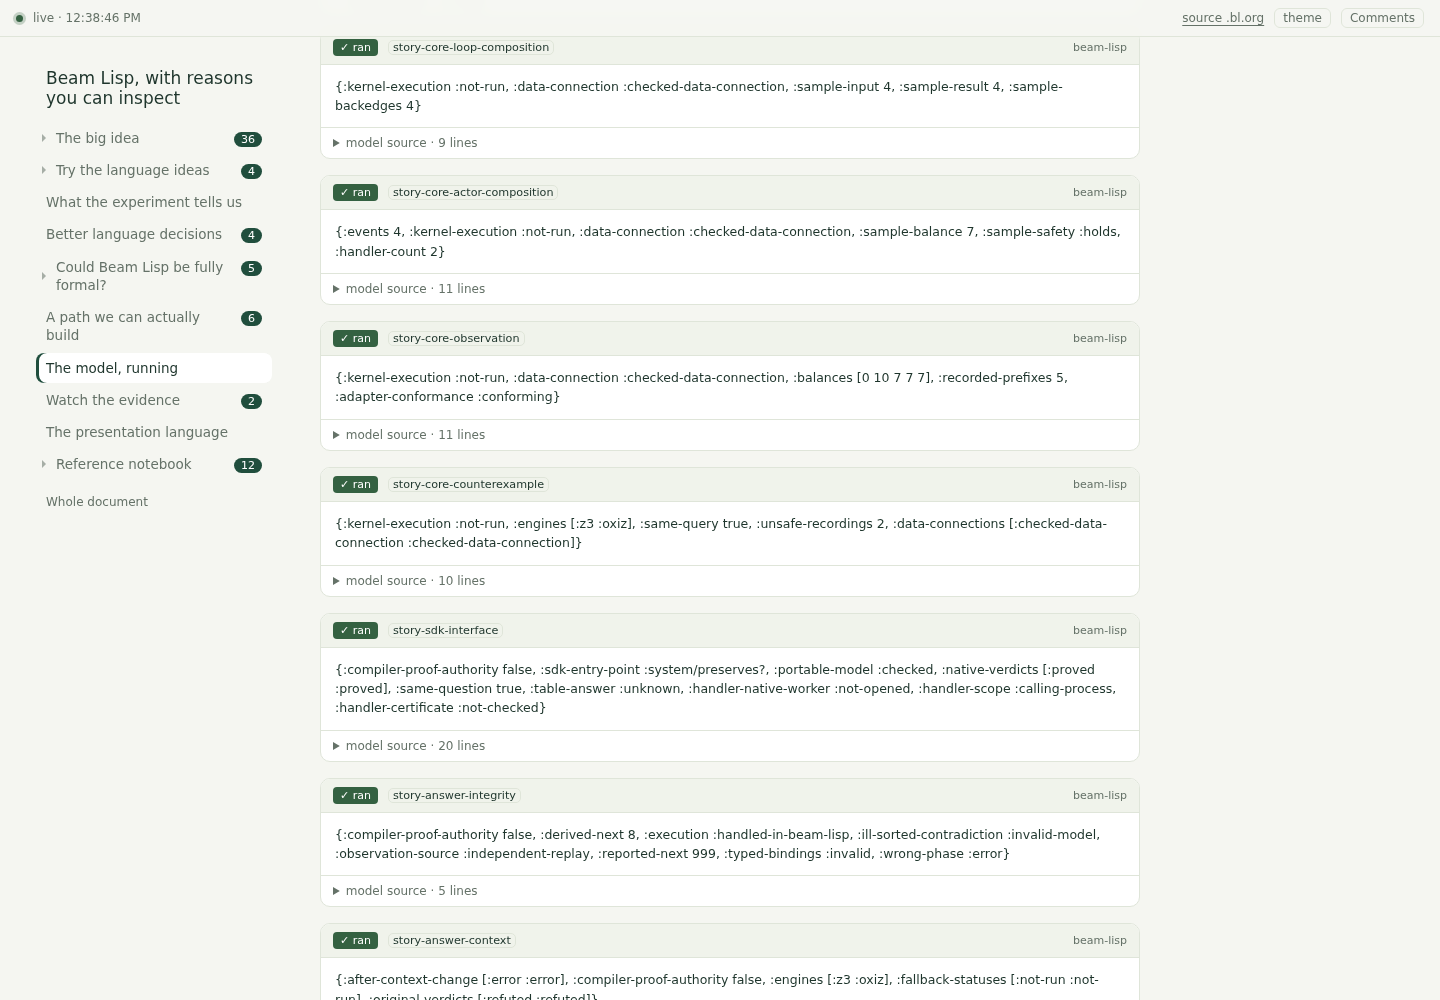 live · 12:38:46 PM
source .bl.org
theme
Comments
Beam Lisp, with reasons
you can inspect
The big idea
36
Try the language ideas
4
What the experiment tells us
Better language decisions
4
Could Beam Lisp be fully
formal?
5
A path we can actually
build
6
The model, running
Watch the evidence
2
The presentation language
Reference notebook
12
Whole document
✓ ran
story-core-loop-composition
beam-lisp
{:kernel-execution :not-run, :data-connection :checked-data-connection, :sample-input 4, :sample-result 4, :sample-
backedges 4}
model source · 9 lines
✓ ran
story-core-actor-composition
beam-lisp
{:events 4, :kernel-execution :not-run, :data-connection :checked-data-connection, :sample-balance 7, :sample-safety :holds,
:handler-count 2}
model source · 11 lines
✓ ran
story-core-observation
beam-lisp
{:kernel-execution :not-run, :data-connection :checked-data-connection, :balances [0 10 7 7 7], :recorded-prefixes 5,
:adapter-conformance :conforming}
model source · 11 lines
✓ ran
story-core-counterexample
beam-lisp
{:kernel-execution :not-run, :engines [:z3 :oxiz], :same-query true, :unsafe-recordings 2, :data-connections [:checked-data-
connection :checked-data-connection]}
model source · 10 lines
✓ ran
story-sdk-interface
beam-lisp
{:compiler-proof-authority false, :sdk-entry-point :system/preserves?, :portable-model :checked, :native-verdicts [:proved
:proved], :same-question true, :table-answer :unknown, :handler-native-worker :not-opened, :handler-scope :calling-process,
:handler-certificate :not-checked}
model source · 20 lines
✓ ran
story-answer-integrity
beam-lisp
{:compiler-proof-authority false, :derived-next 8, :execution :handled-in-beam-lisp, :ill-sorted-contradiction :invalid-model,
:observation-source :independent-replay, :reported-next 999, :typed-bindings :invalid, :wrong-phase :error}
model source · 5 lines
✓ ran
story-answer-context
beam-lisp
{:after-context-change [:error :error], :compiler-proof-authority false, :engines [:z3 :oxiz], :fallback-statuses [:not-run :not-
run], :original-verdicts [:refuted :refuted]}